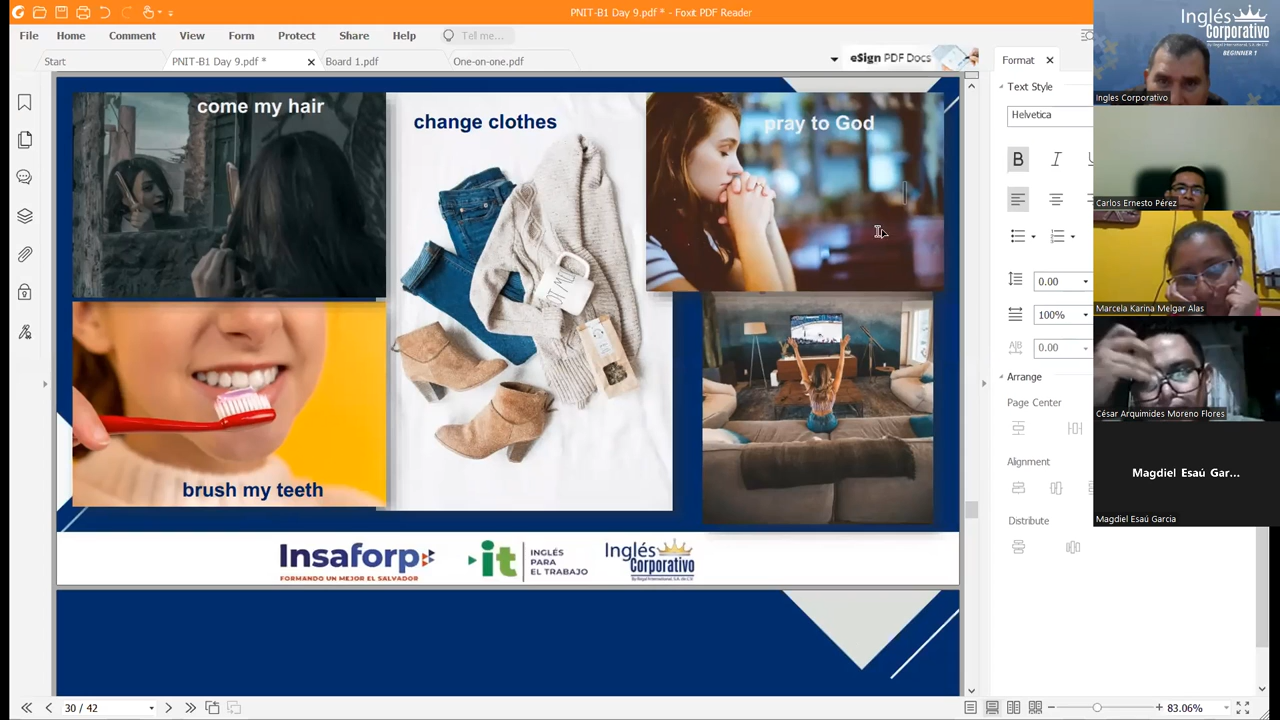 PNIT-B1 Day 9.pdf * - Foxit PDF Reader
File Home Comment View Form Protect Share Help Tell me...
Start PNIT-B1 Day 9.pdf * Board 1.pdf One-on-one.pdf
eSign PDF Docs
come my hair
change clothes
pray to God
brush my teeth
Insaforp
FORMANDO UN MEJOR EL SALVADOR
it
INGLÉS
PARA
EL TRABAJO
Inglés
Corporativo
30 / 42
83.06%
Format
Text Style
Helvetica
B I U
0.00
100%
0.00
Arrange
Page Center
Alignment
Distribute
Inglés
Corporativo
BEGINNER 1
Ingles Corporativo
Carlos Ernesto Pérez
Marcela Karina Melgar Alas
César Arquimides Moreno Flores
Magdiel Esaú Gar...
Magdiel Esaú Garcia